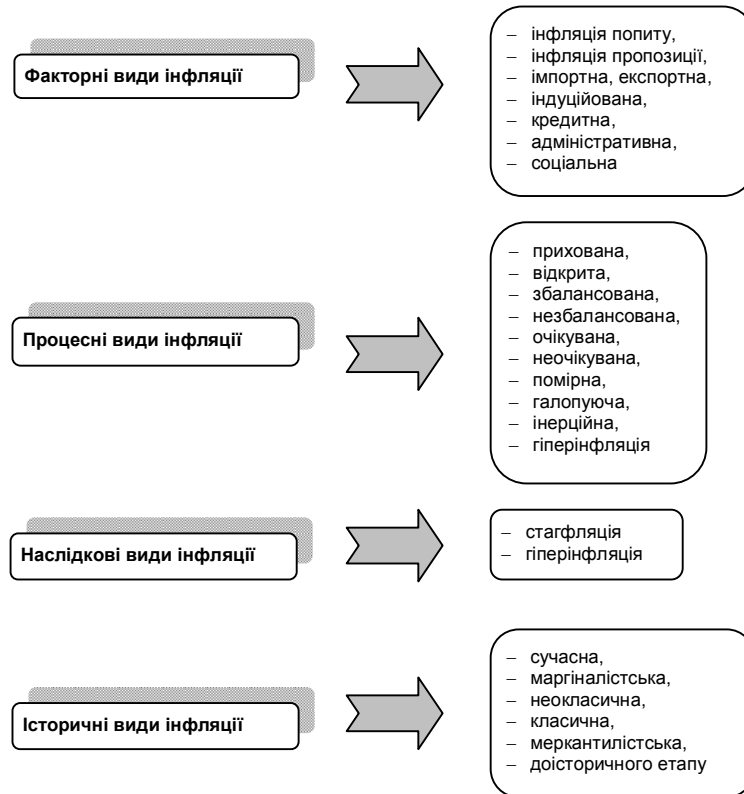 Факторні види інфляції
– інфляція попиту,
– інфляція пропозиції,
– імпортна, експортна,
– індуційована,
– кредитна,
– адміністративна,
– соціальна
Процесні види інфляції
– прихована,
– відкрита,
– збалансована,
– незбалансована,
– очікувана,
– неочікувана,
– помірна,
– галопуюча,
– інерційна,
– гіперінфляція
Наслідкові види інфляції
– стагфляція
– гіперінфляція
Історичні види інфляції
– сучасна,
– маргіналістська,
– неокласична,
– класична,
– меркантилістська,
– доісторичного етапу